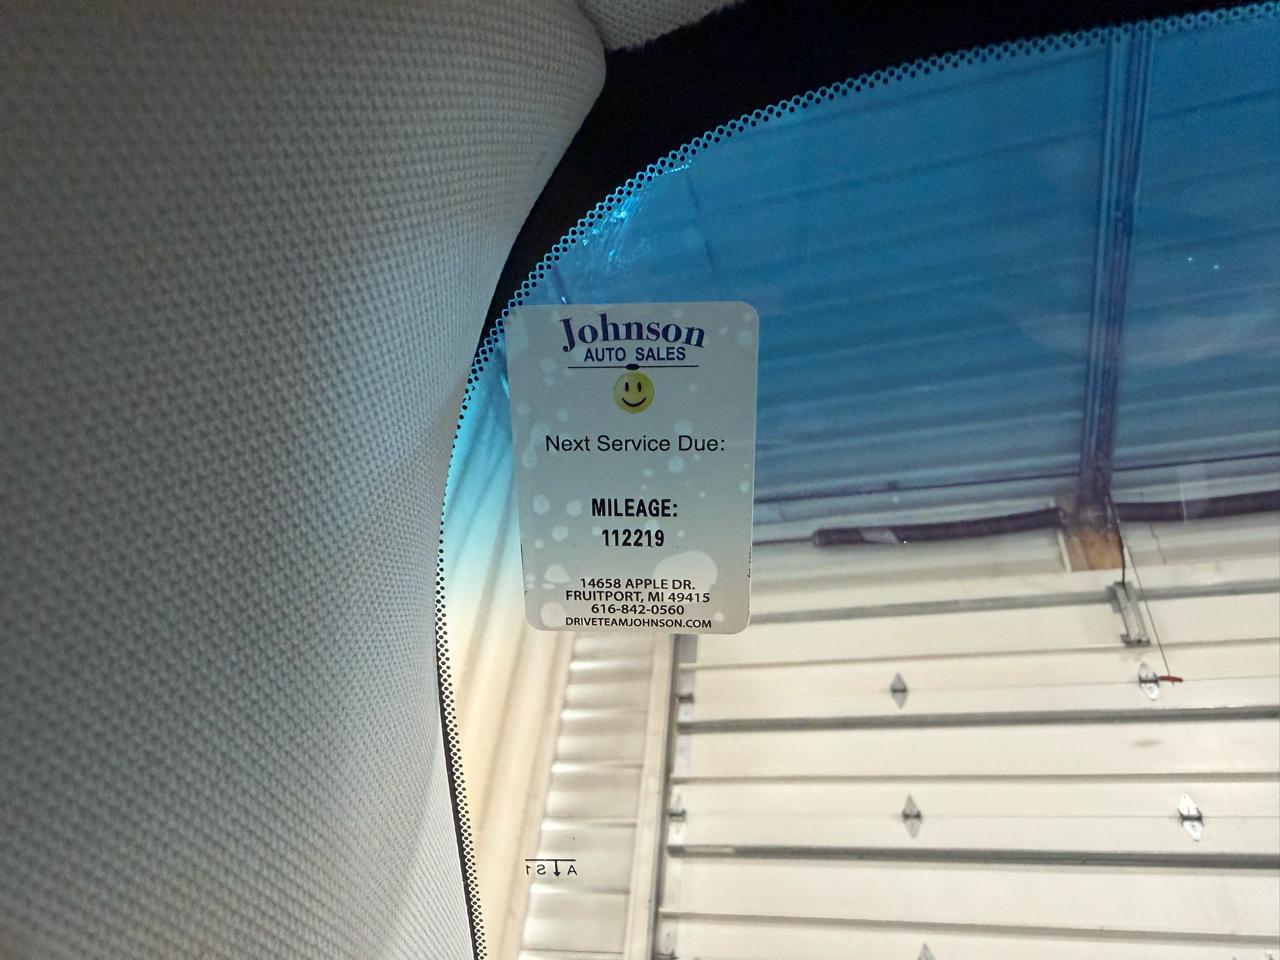 Johnson
AUTO SALES
Next Service Due:
MILEAGE:
112219
14658 APPLE DR.
FRUITPORT, MI 49415
616-842-0560
DRIVETEAMJOHNSON.COM
AS1